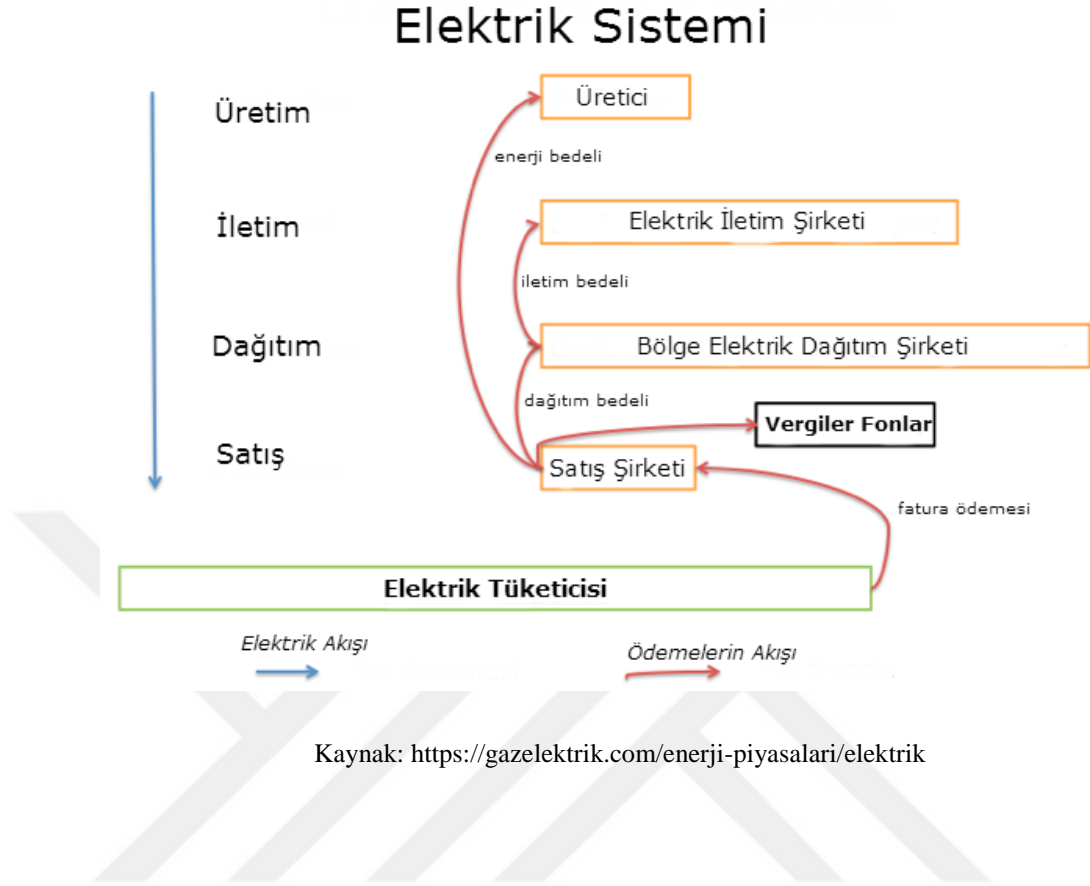 Elektrik Sistemi
Üretim
Üretici
enerji bedeli
İletim
Elektrik İletim Şirketi
iletim bedeli
Dağıtım
Bölge Elektrik Dağıtım Şirketi
dağıtım bedeli
Vergiler Fonlar
Satış
Satış Şirketi
fatura ödemesi
Elektrik Tüketicisi
Elektrik Akışı
Ödemelerin Akışı
Kaynak: https://gazelektrik.com/enerji-piyasalari/elektrik